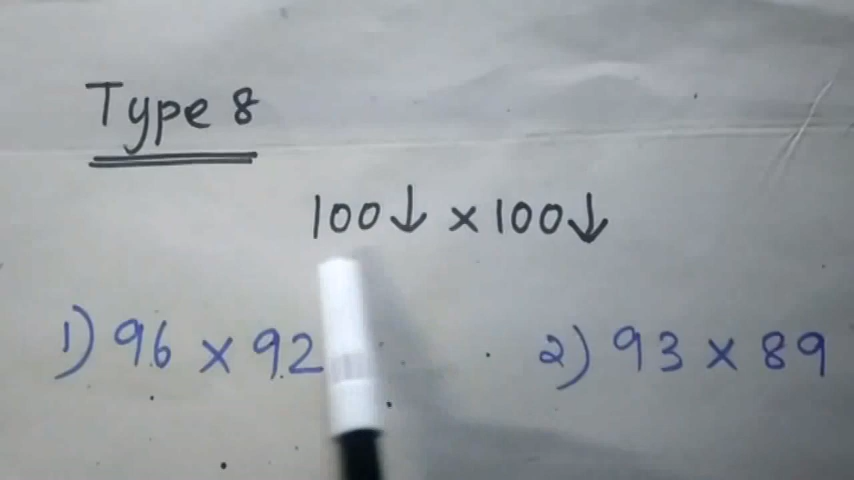 Type 8
100↓ × 100↓
1) 96 × 92
2) 93 × 89